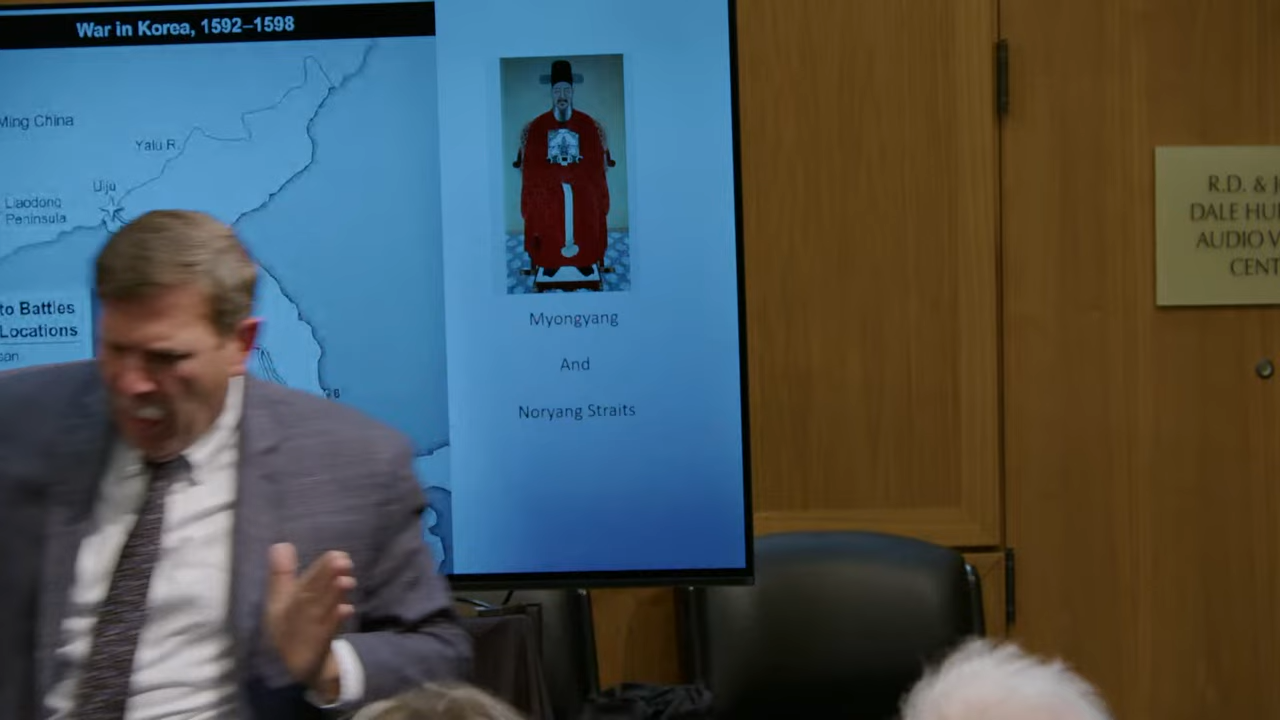 War in Korea, 1592–1598
Ming China
Yalu R.
Uiju
Liaodong
Peninsula
to Battles
Locations
Myongyang
And
Noryang Straits
R.D. & J
DALE HU
AUDIO V
CENT